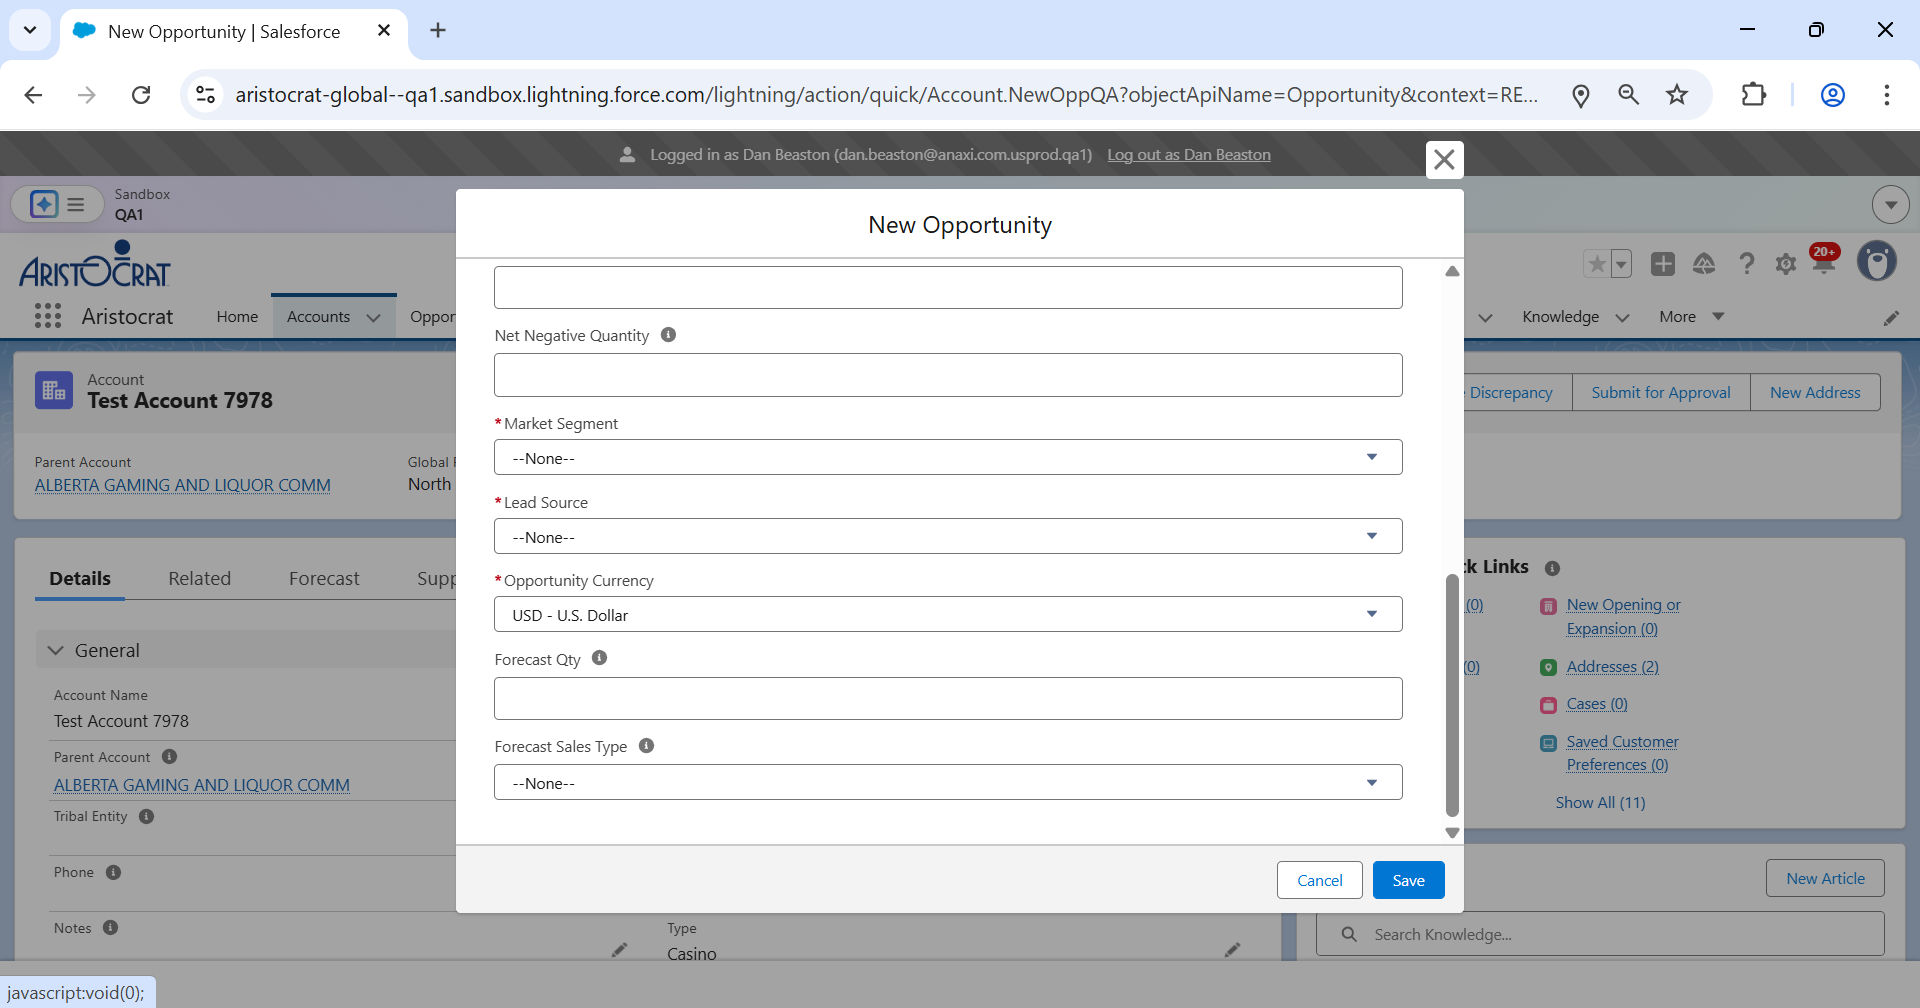 New Opportunity | Salesforce
aristocrat-global--qa1.sandbox.lightning.force.com/lightning/action/quick/Account.NewOppQA?objectApiName=Opportunity&context=RE...
Logged in as Dan Beaston (dan.beaston@anaxi.com.usprod.qa1) Log out as Dan Beaston
Sandbox
QA1
ARISTOCRAT
20+
Aristocrat
Home
Accounts
Oppor
Knowledge
More
Account
Test Account 7978
Discrepancy
Submit for Approval
New Address
Parent Account
ALBERTA GAMING AND LIQUOR COMM
Global
North
Details
Related
Forecast
Supp
General
Account Name
Test Account 7978
Parent Account
ALBERTA GAMING AND LIQUOR COMM
Tribal Entity
Phone
Notes
Type
Casino
New Opportunity
Net Negative Quantity
*Market Segment
--None--
*Lead Source
--None--
*Opportunity Currency
USD - U.S. Dollar
Forecast Qty
Forecast Sales Type
--None--
Cancel
Save
k Links
(0)
New Opening or
Expansion (0)
(0)
Addresses (2)
Cases (0)
Saved Customer
Preferences (0)
Show All (11)
New Article
Search Knowledge...
javascript:void(0);